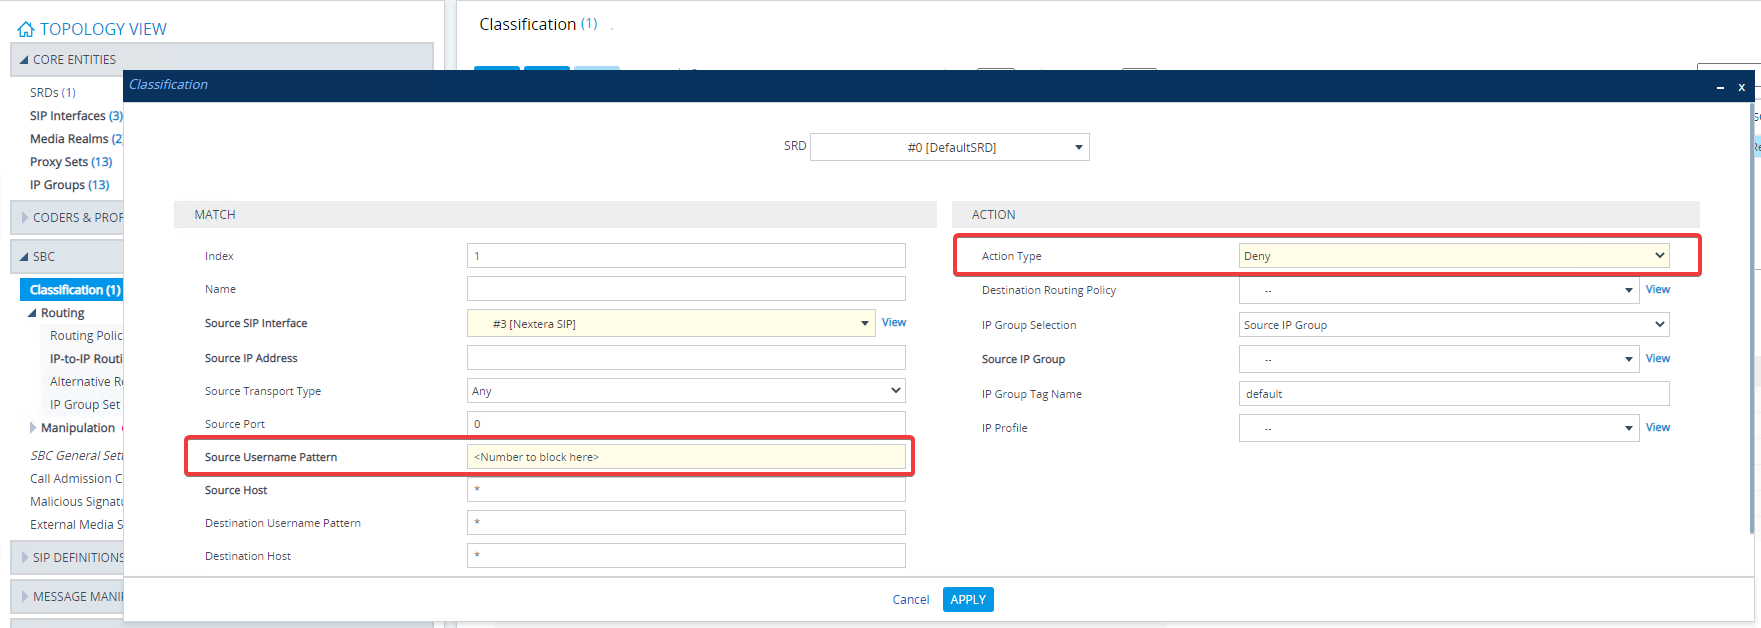 TOPOLOGY VIEW
Classification (1)
CORE ENTITIES
SRDs (1)
SIP Interfaces (3)
Media Realms (2
Proxy Sets (13)
IP Groups (13)
CODERS & PROF
SBC
Classification (1)
Routing
Routing Polic
IP-to-IP Routi
Alternative Re
IP Group Set
Manipulation
SBC General Sett
Call Admission C
Malicious Signatu
External Media S
SIP DEFINITIONS
MESSAGE MANI
Classification
– x
SRD #0 [DefaultSRD]
MATCH
Index 1
Name
Source SIP Interface #3 [Nextera SIP] View
Source IP Address
Source Transport Type Any
Source Port 0
Source Username Pattern <Number to block here>
Source Host *
Destination Username Pattern *
Destination Host *
ACTION
Action Type Deny
Destination Routing Policy -- View
IP Group Selection Source IP Group
Source IP Group -- View
IP Group Tag Name default
IP Profile -- View
Cancel APPLY